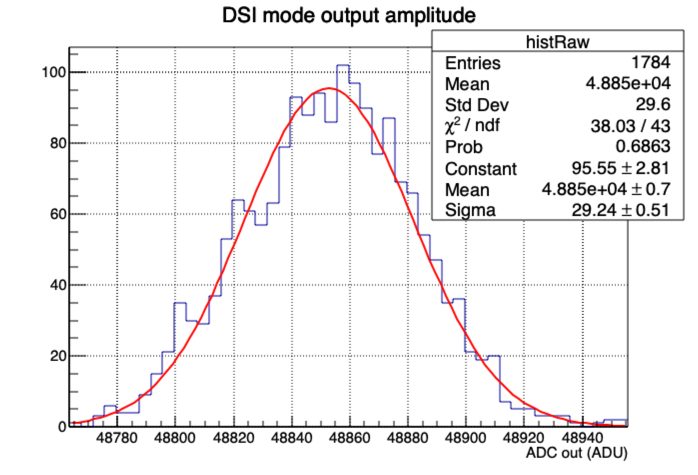 DSI mode output amplitude
histRaw
Entries 1784
Mean 4.885e+04
Std Dev 29.6
χ² / ndf 38.03 / 43
Prob 0.6863
Constant 95.55 ± 2.81
Mean 4.885e+04 ± 0.7
Sigma 29.24 ± 0.51
100
80
60
40
20
0
48780 48800 48820 48840 48860 48880 48900 48920 48940
ADC out (ADU)